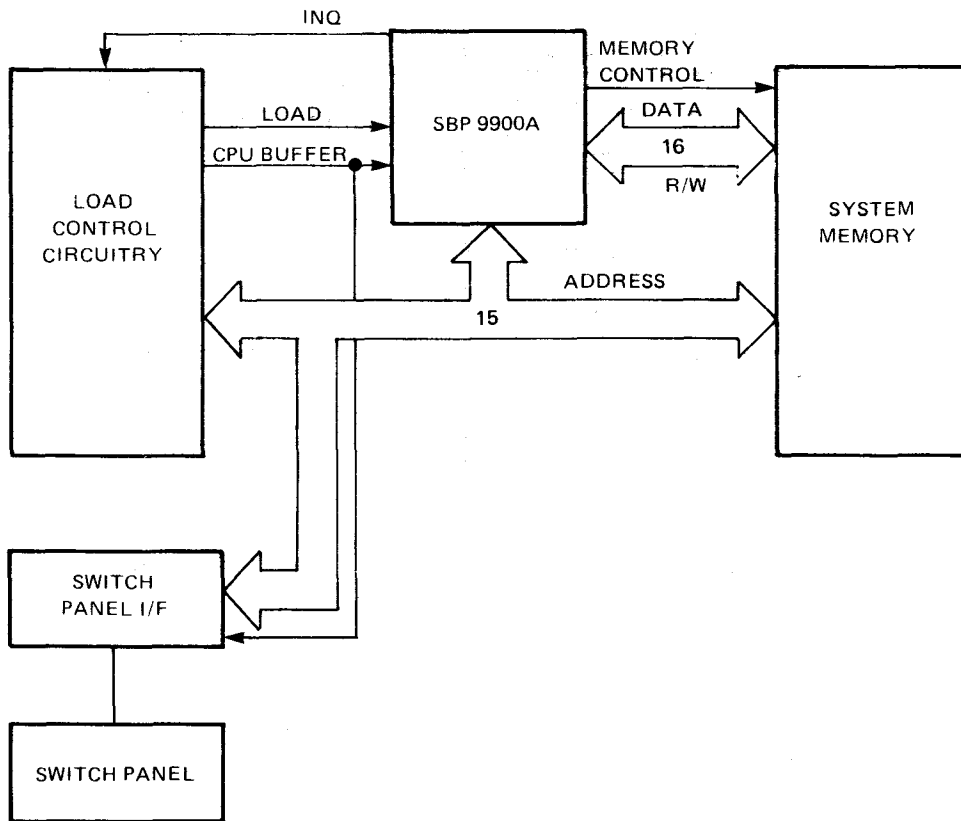 INQ
MEMORY
CONTROL
SBP 9900A
LOAD
CPU BUFFER
DATA
16
R/W
LOAD
CONTROL
CIRCUITRY
SYSTEM
MEMORY
ADDRESS
15
SWITCH
PANEL I/F
SWITCH PANEL